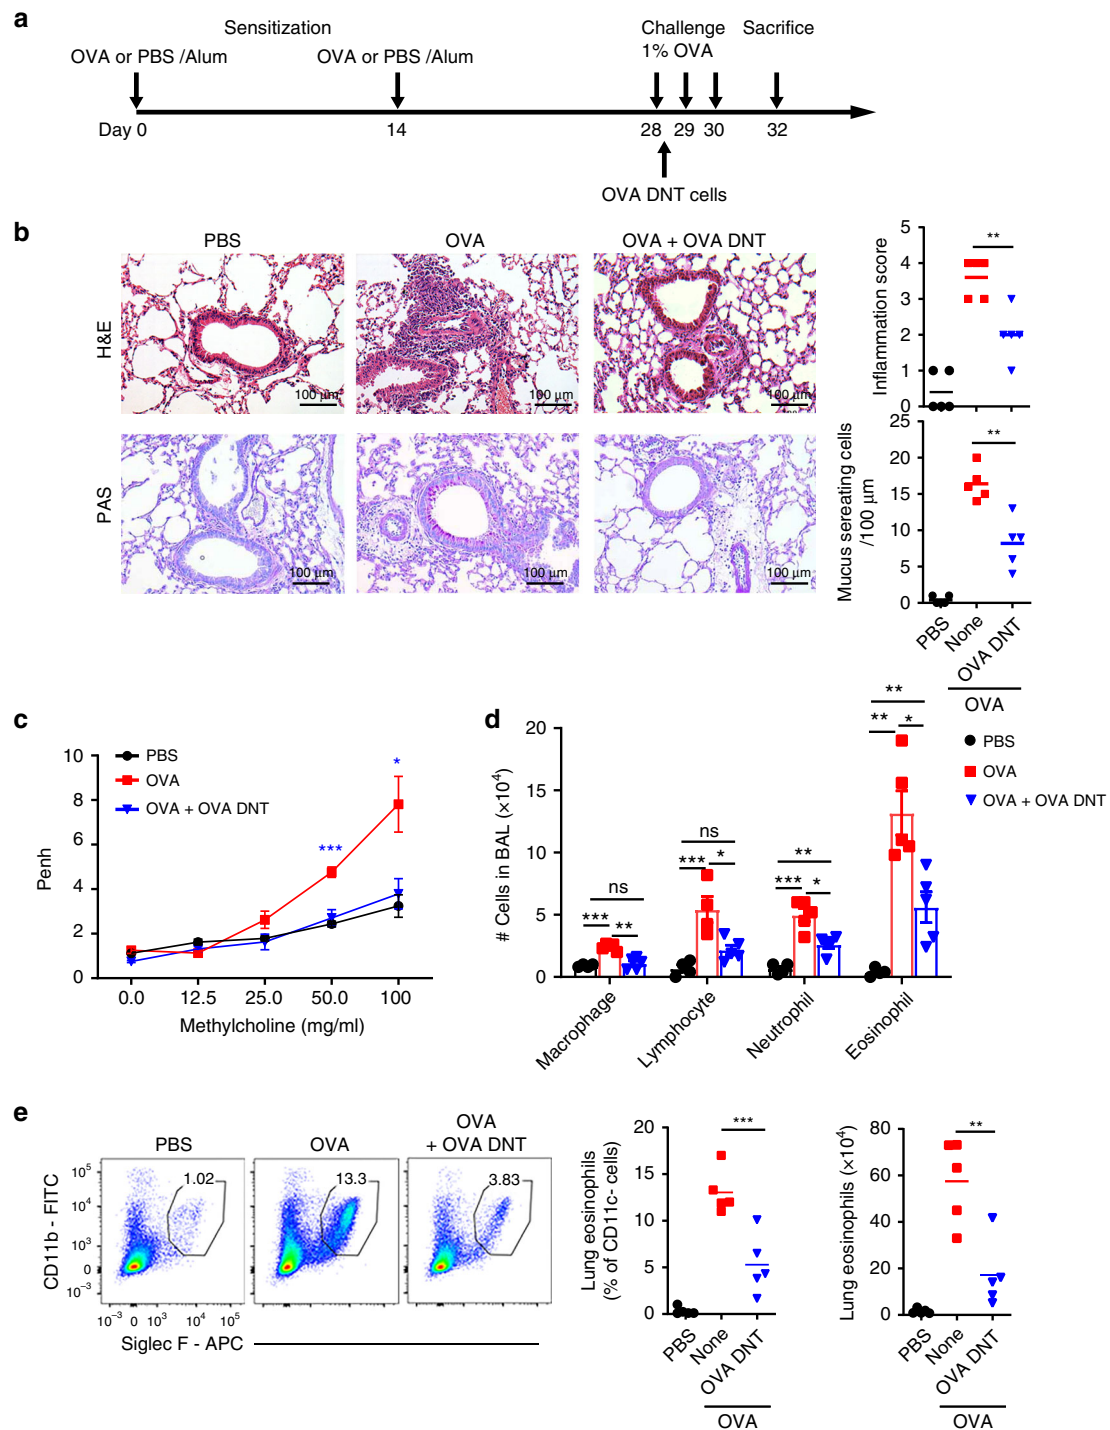 a
Sensitization
Challenge
Sacrifice
OVA or PBS /Alum
OVA or PBS /Alum
1% OVA
Day 0
14
28
29
30
32
OVA DNT cells
b
PBS
OVA
OVA + OVA DNT
H&E
100 µm
100 µm
100 µm
PAS
100 µm
100 µm
100 µm
Inflammation score
5
4
3
2
1
0
**
Mucus sereating cells
/100 µm
25
20
15
10
5
0
**
PBS
None
OVA DNT
OVA
c
PBS
OVA
OVA + OVA DNT
Penh
10
8
6
4
2
0
***
*
0.0
12.5
25.0
50.0
100
Methylcholine (mg/ml)
d
# Cells in BAL (×10⁴)
20
15
10
5
0
ns
***
**
ns
***
*
**
***
*
**
**
*
Macrophage
Lymphocyte
Neutrophil
Eosinophil
PBS
OVA
OVA + OVA DNT
e
PBS
OVA
OVA
+ OVA DNT
1.02
13.3
3.83
CD11b - FITC
10⁵
10⁴
10³
0
10⁻³
10⁻³
0
10³
10⁴
10⁵
Siglec F - APC
Lung eosinophils
(% of CD11c- cells)
20
15
10
5
0
***
PBS
None
OVA DNT
OVA
Lung eosinophils (×10⁴)
80
60
40
20
0
**
PBS
None
OVA DNT
OVA